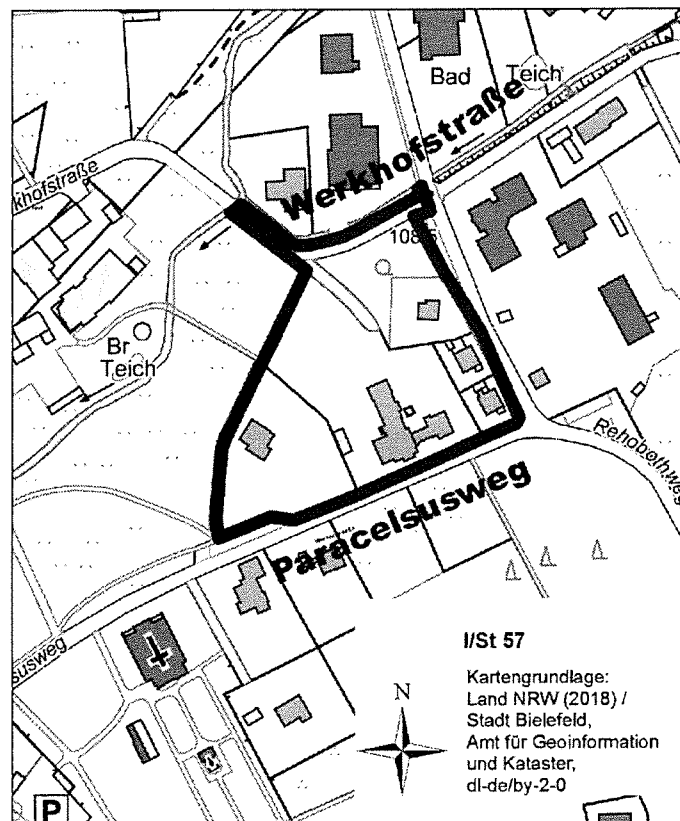 Bad
Teich
Werkhofstraße
khofstraße
108,5
Br
Teich
Rehobothweg
Paracelsusweg
susweg
I/St 57
Kartengrundlage:
Land NRW (2018) /
Stadt Bielefeld,
Amt für Geoinformation
und Kataster,
dl-de/by-2-0
N
P